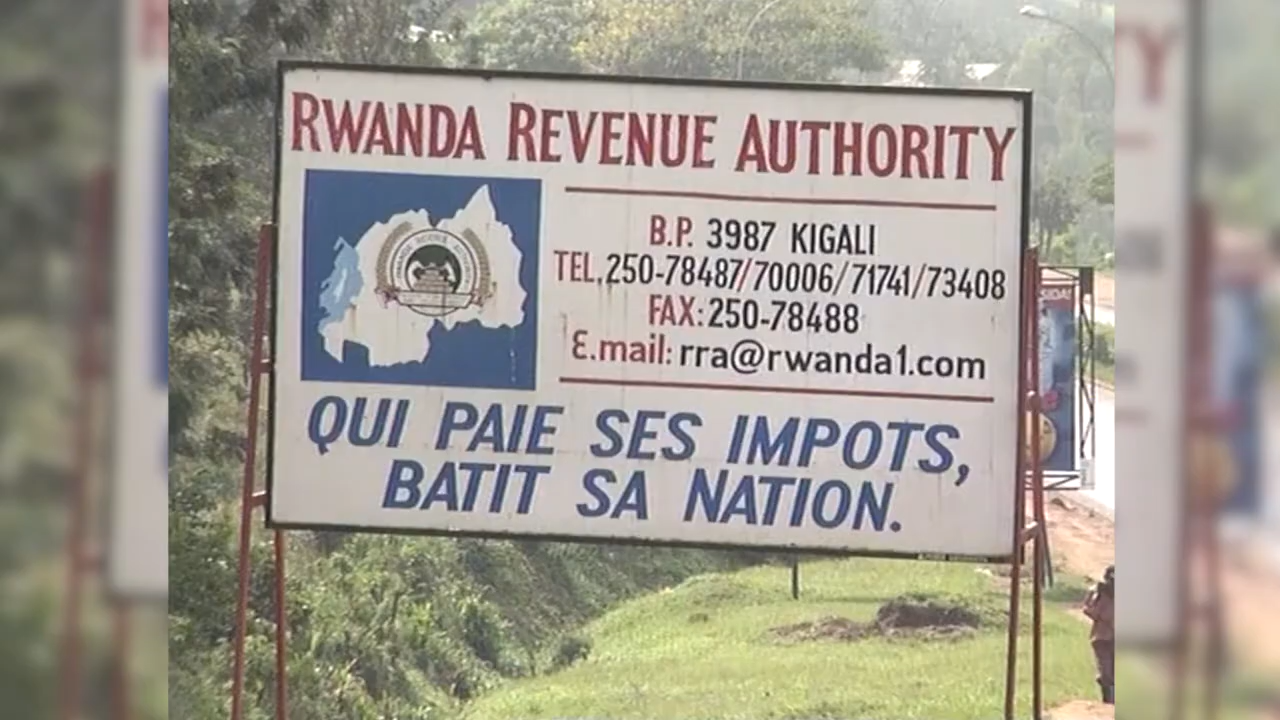 RWANDA REVENUE AUTHORITY
B.P. 3987 KIGALI
TEL.250-78487/70006/71741/73408
FAX:250-78488
E.mail: rra@rwanda1.com
QUI PAIE SES IMPOTS,
BATIT SA NATION.